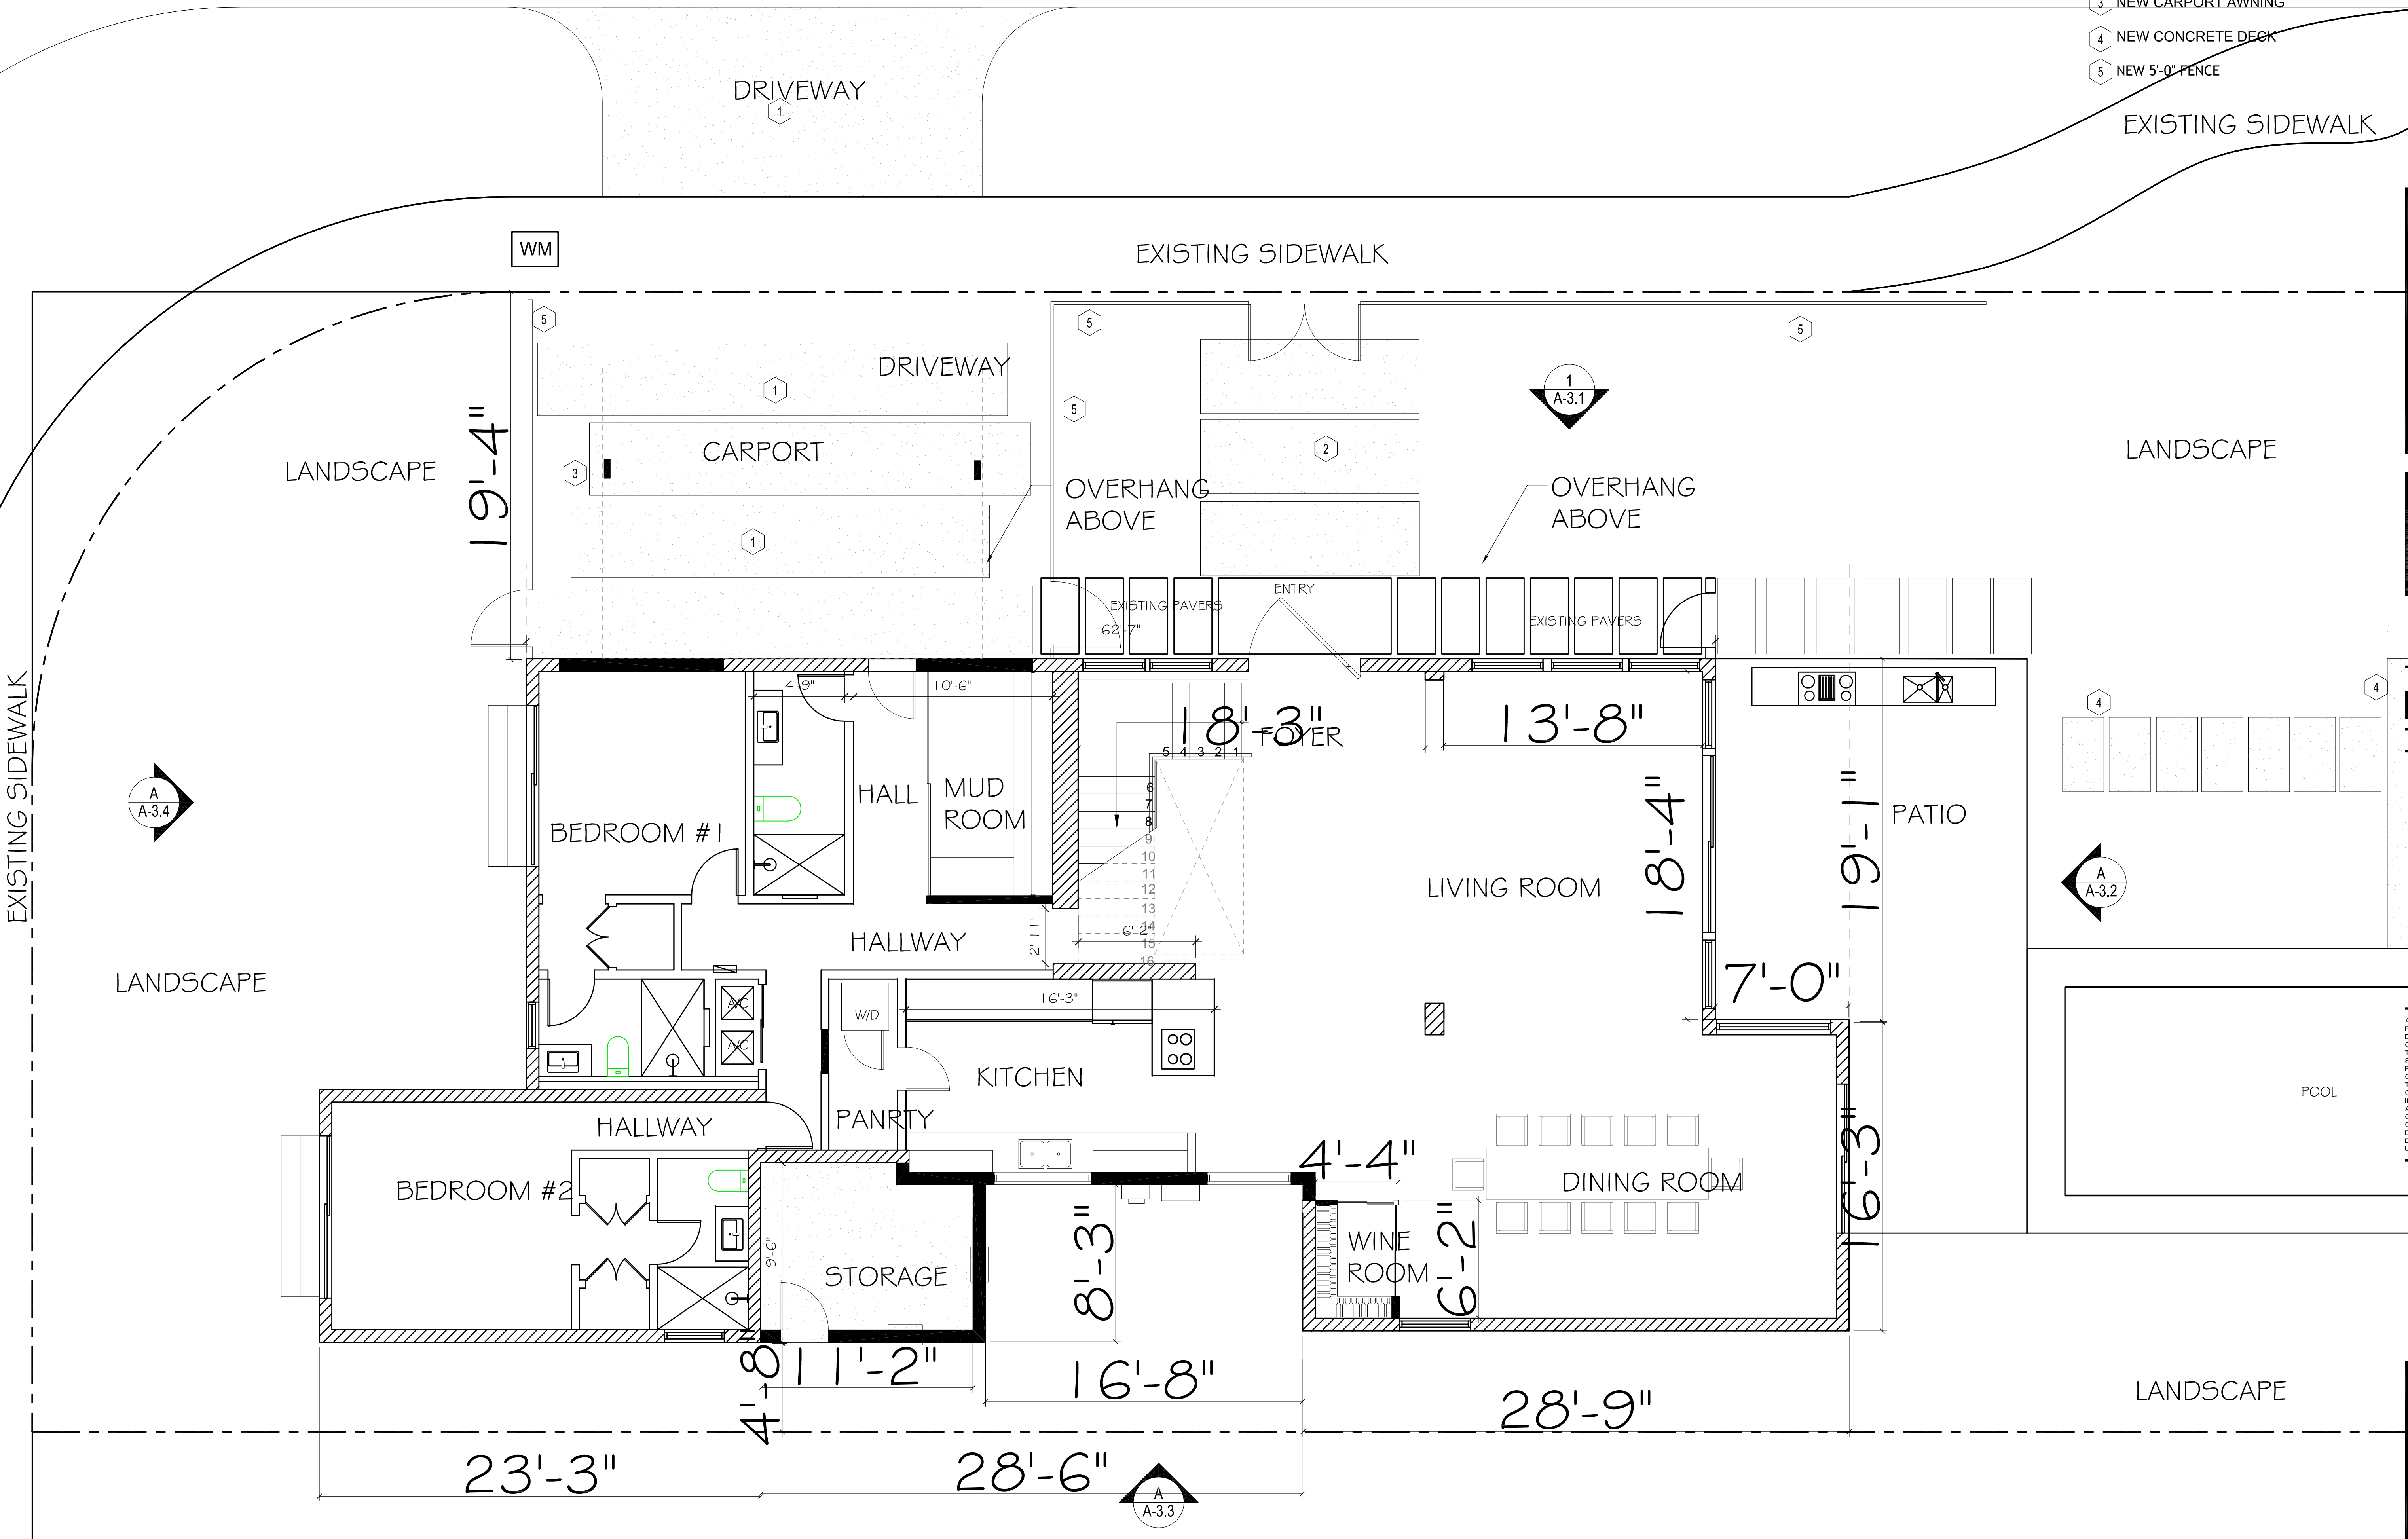 3 NEW CARPORT AWNING
4 NEW CONCRETE DECK
5 NEW 5'-0" FENCE
DRIVEWAY
1
EXISTING SIDEWALK
WM
EXISTING SIDEWALK
5
5
5
DRIVEWAY
1
1
A-3.1
5
CARPORT
3
2
LANDSCAPE
LANDSCAPE
19'-4"
OVERHANG
ABOVE
OVERHANG
ABOVE
1
ENTRY
EXISTING PAVERS
EXISTING PAVERS
62'-7"
4'-9"
10'-6"
18'-3"
FOYER
13'-8"
4
4
5 4 3 2 1
6
7
8
9
10
11
12
13
14
15
16
HALL
MUD
ROOM
BEDROOM #1
A
A-3.4
EXISTING SIDEWALK
18'-4"
19'-1"
PATIO
A
A-3.2
LIVING ROOM
HALLWAY
2'-11"
6'-2"
LANDSCAPE
7'-0"
A/C
A/C
W/D
16'-3"
KITCHEN
PANRTY
POOL
HALLWAY
BEDROOM #2
4'-4"
DINING ROOM
16'-3"
9'-6"
STORAGE
8'-3"
WINE
ROOM
6'-2"
4'-8"
11'-2"
16'-8"
28'-9"
LANDSCAPE
23'-3"
28'-6"
A
A-3.3